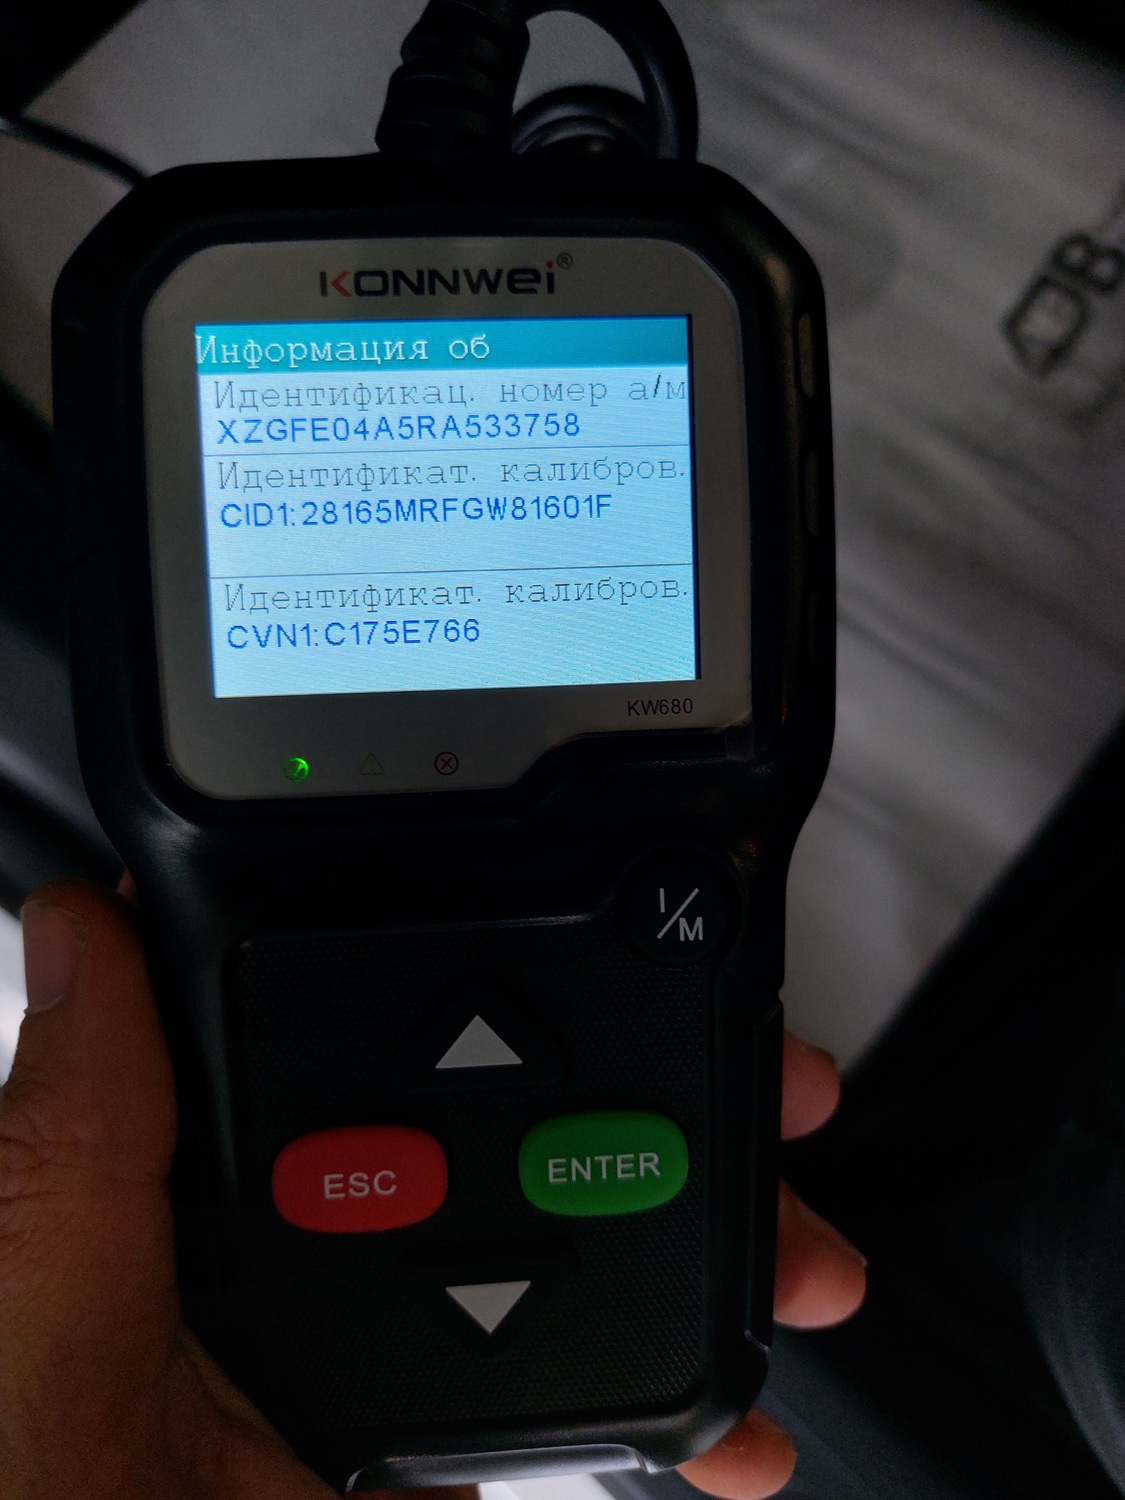 KONNWEI®
Информация об
Идентификац. номер а/м
XZGFE04A5RA533758
Идентификат. калибров.
CID1:28165MRFGW81601F
Идентификат. калибров.
CVN1:C175E766
KW680
I/M
ESC
ENTER